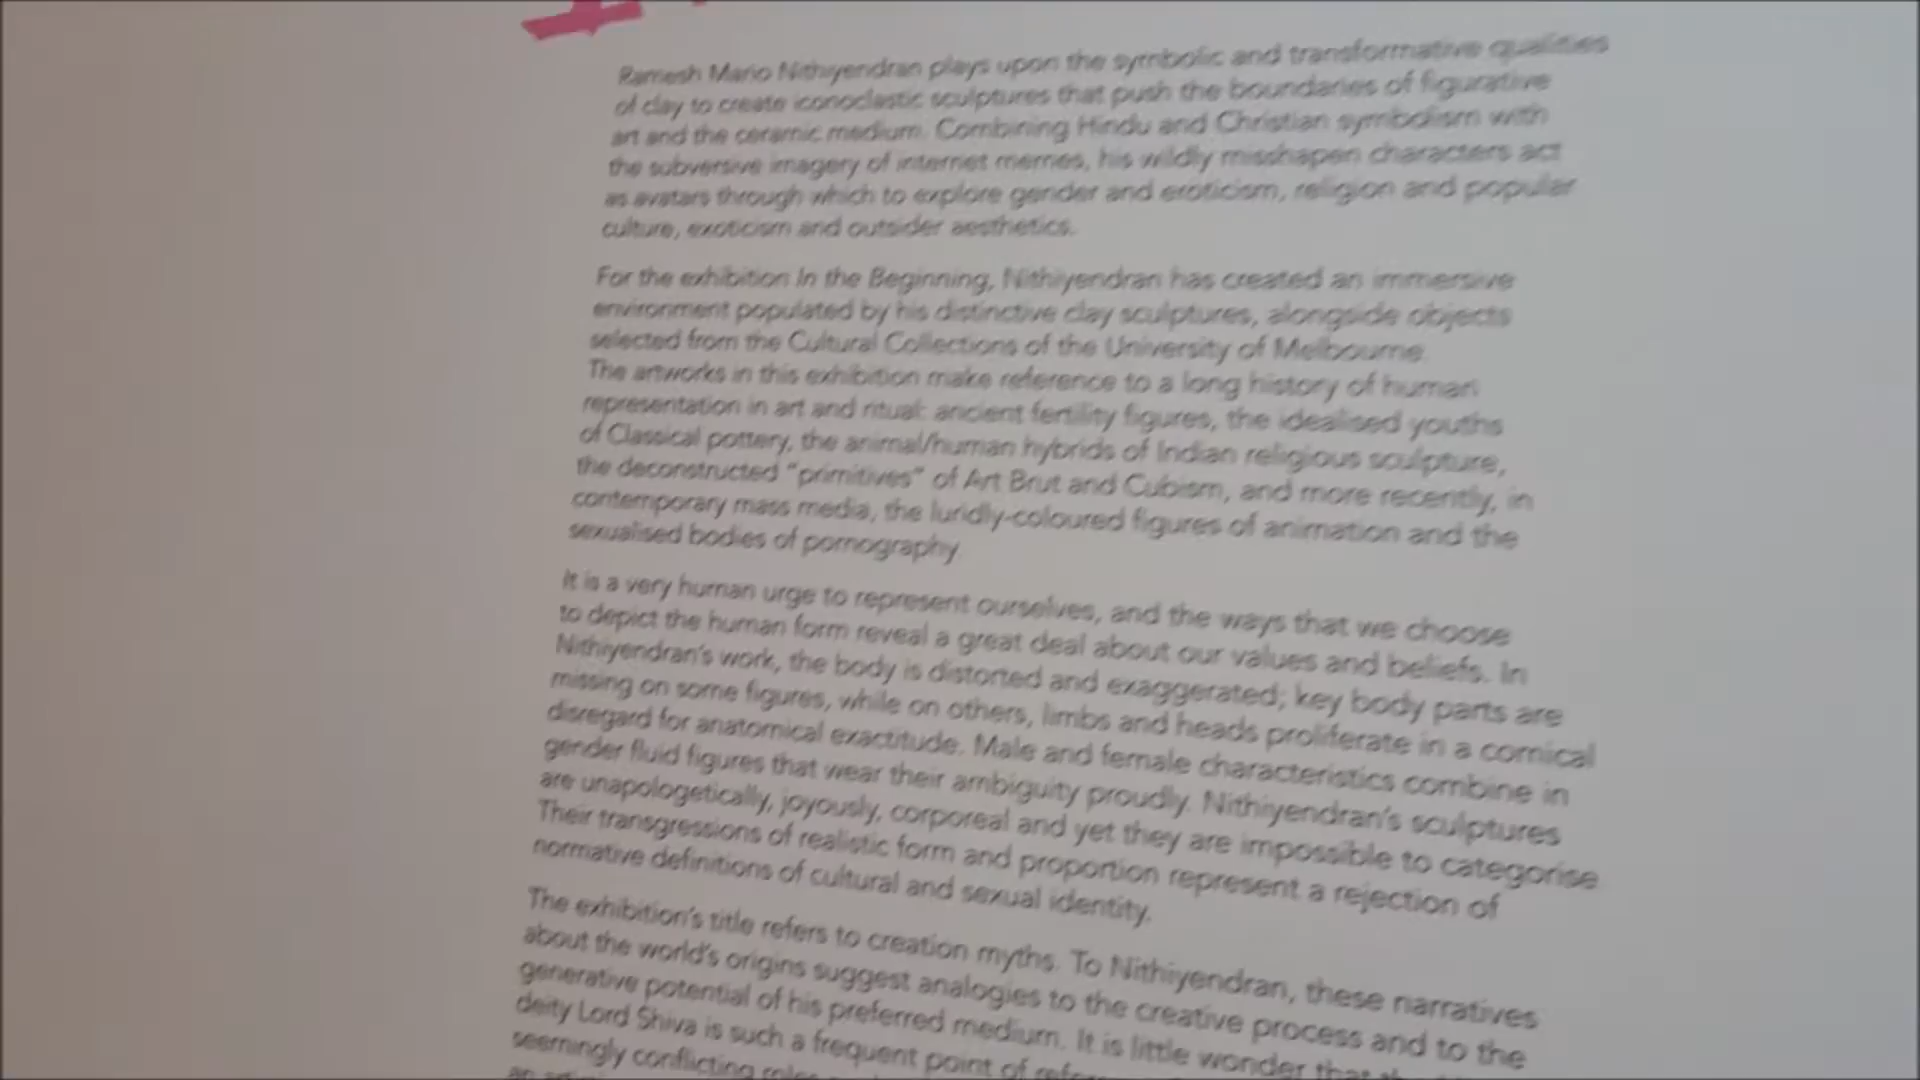 Ramesh Mario Nithiyendran plays upon the symbolic and transformative qualities
of clay to create iconoclastic sculptures that push the boundaries of figurative
art and the ceramic medium. Combining Hindu and Christian symbolism with
the subversive imagery of internet memes, his wildly misshapen characters act
as avatars through which to explore gender and eroticism, religion and popular
culture, exoticism and outsider aesthetics.
For the exhibition In the Beginning, Nithiyendran has created an immersive
environment populated by his distinctive clay sculptures, alongside objects
selected from the Cultural Collections of the University of Melbourne.
The artworks in this exhibition make reference to a long history of human
representation in art and ritual: ancient fertility figures, the idealised youths
of Classical pottery, the animal/human hybrids of Indian religious sculpture,
the deconstructed "primitives" of Art Brut and Cubism, and more recently, in
contemporary mass media, the luridly-coloured figures of animation and the
sexualised bodies of pornography.
It is a very human urge to represent ourselves, and the ways that we choose
to depict the human form reveal a great deal about our values and beliefs. In
Nithiyendran's work, the body is distorted and exaggerated; key body parts are
missing on some figures, while on others, limbs and heads proliferate in a comical
disregard for anatomical exactitude. Male and female characteristics combine in
gender fluid figures that wear their ambiguity proudly. Nithiyendran's sculptures
are unapologetically, joyously, corporeal and yet they are impossible to categorise.
Their transgressions of realistic form and proportion represent a rejection of
normative definitions of cultural and sexual identity.
The exhibition's title refers to creation myths. To Nithiyendran, these narratives
about the world's origins suggest analogies to the creative process and to the
generative potential of his preferred medium. It is little wonder that
deity Lord Shiva is such a frequent point of
seemingly conflicting